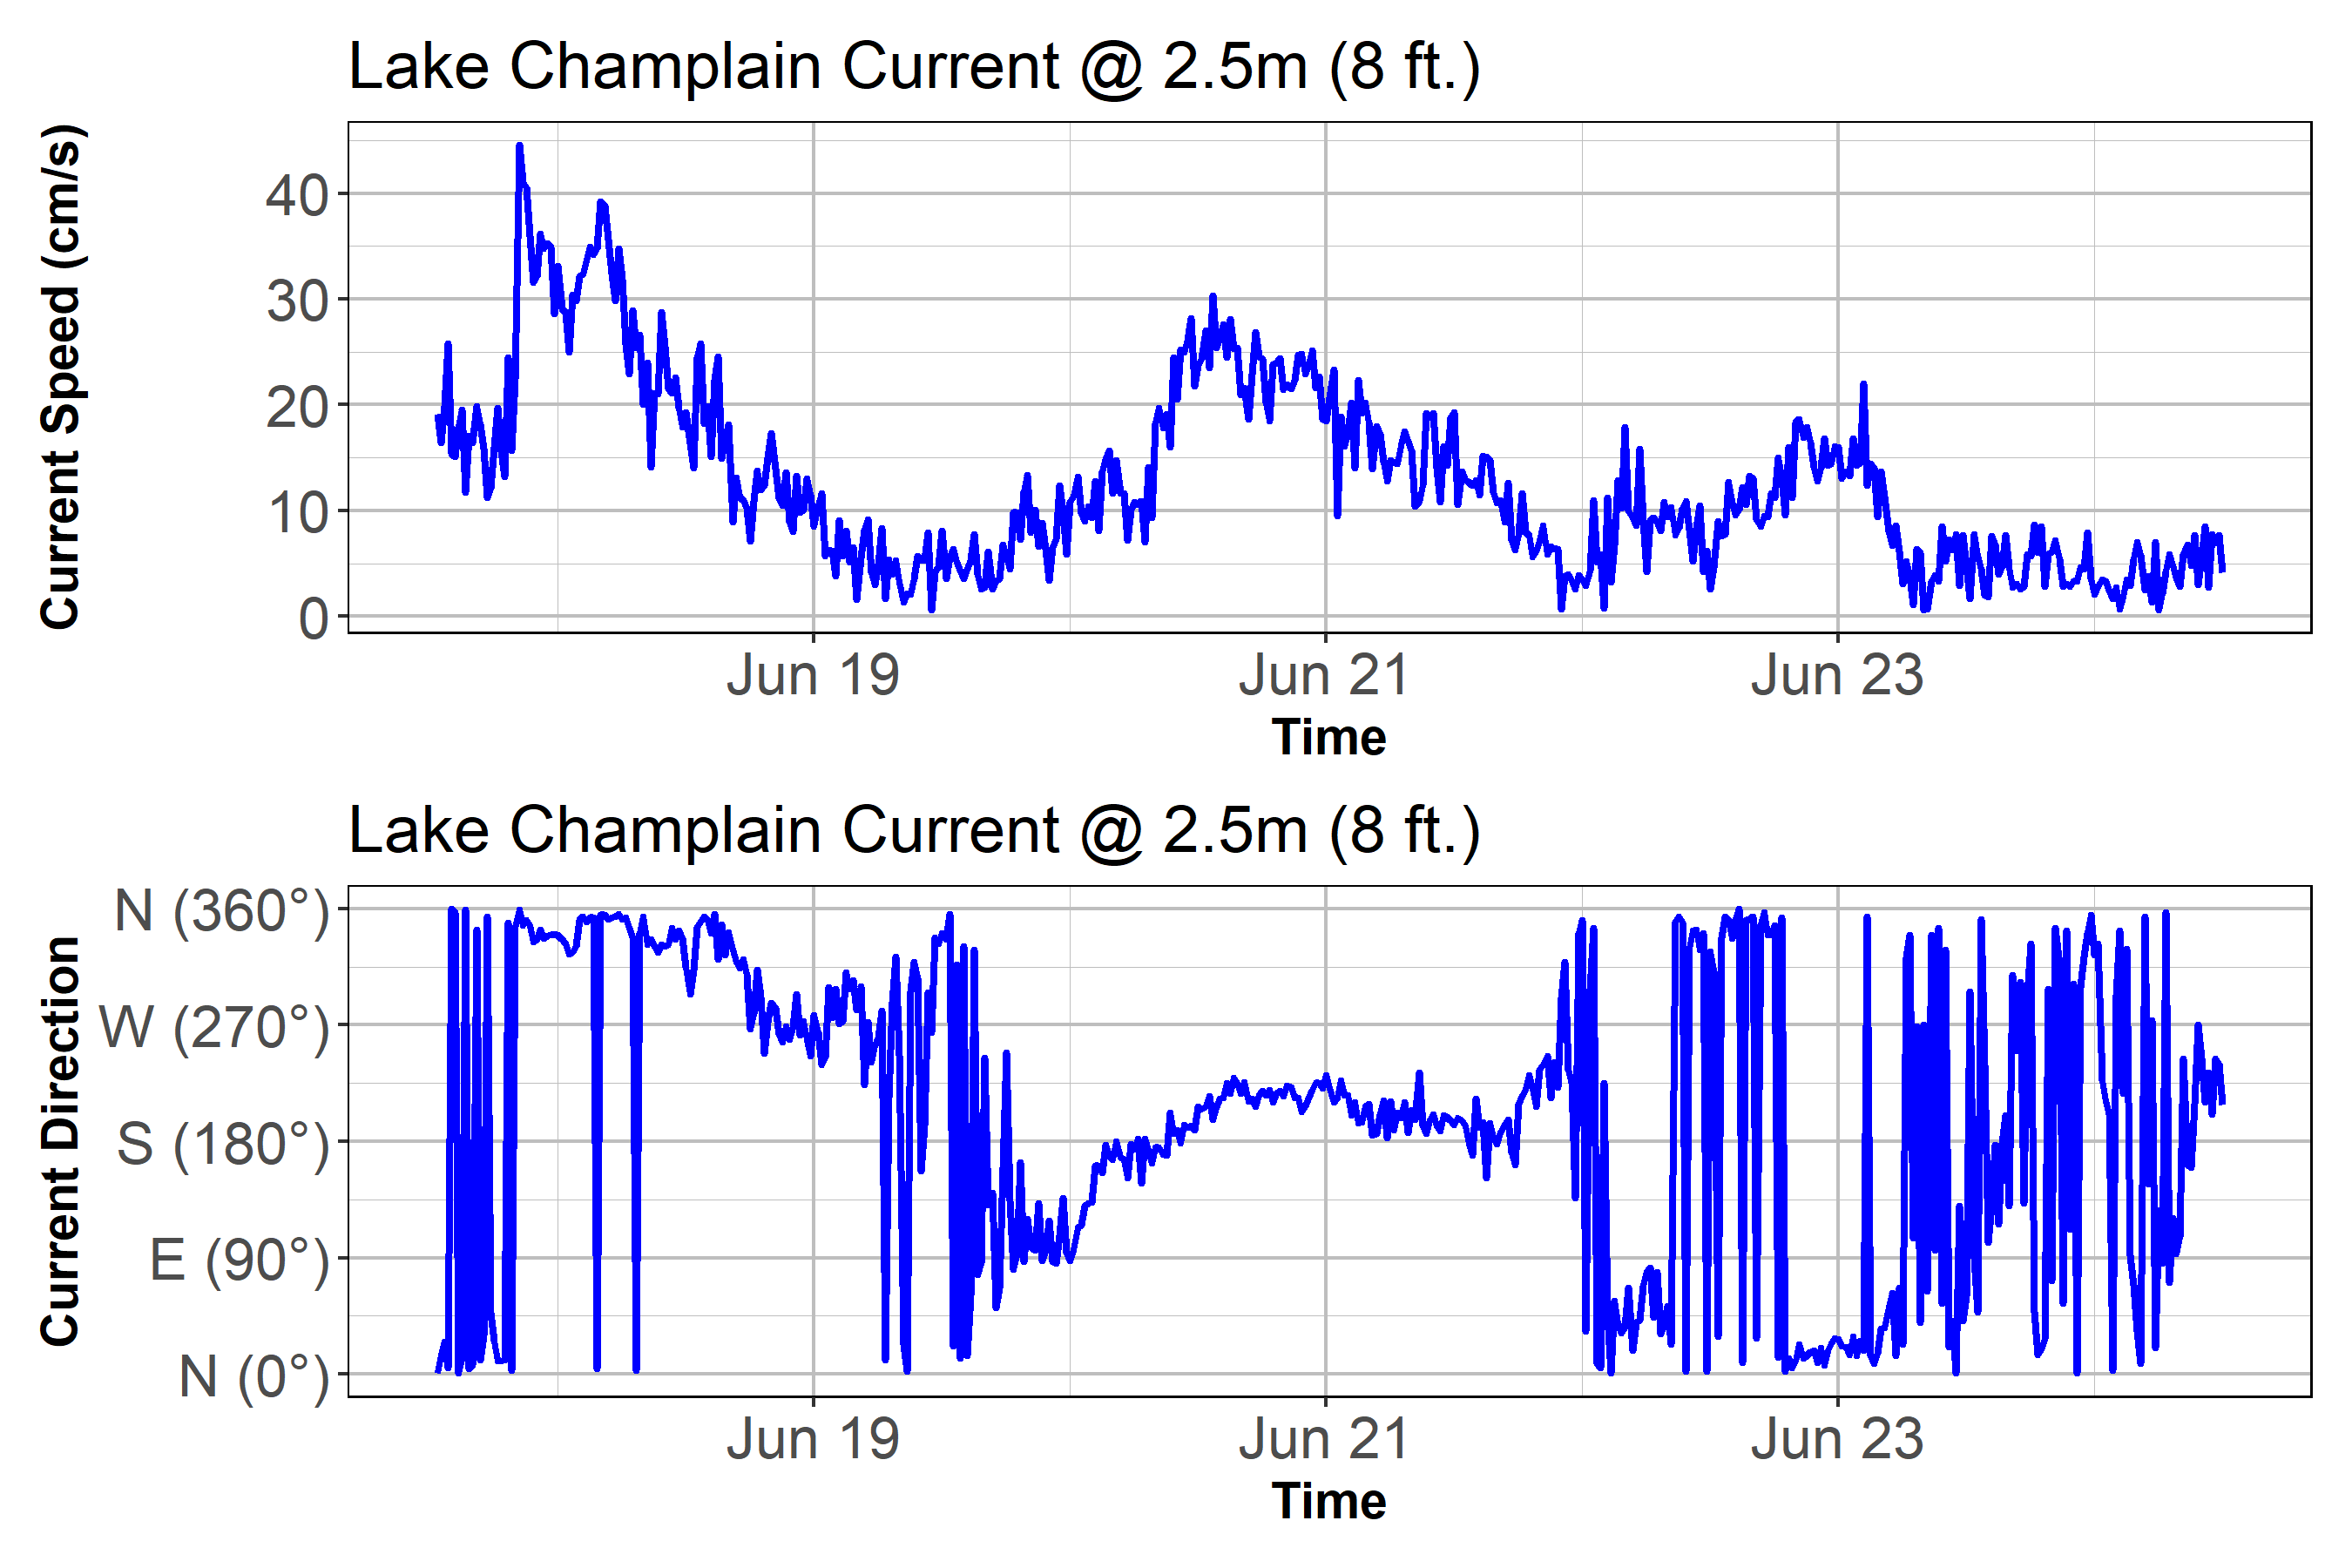 Lake Champlain Current @ 2.5m (8 ft.)
Current Speed (cm/s)
40
30
20
10
0
Jun 19
Jun 21
Jun 23
Time
Lake Champlain Current @ 2.5m (8 ft.)
Current Direction
N (360°)
W (270°)
S (180°)
E (90°)
N (0°)
Jun 19
Jun 21
Jun 23
Time